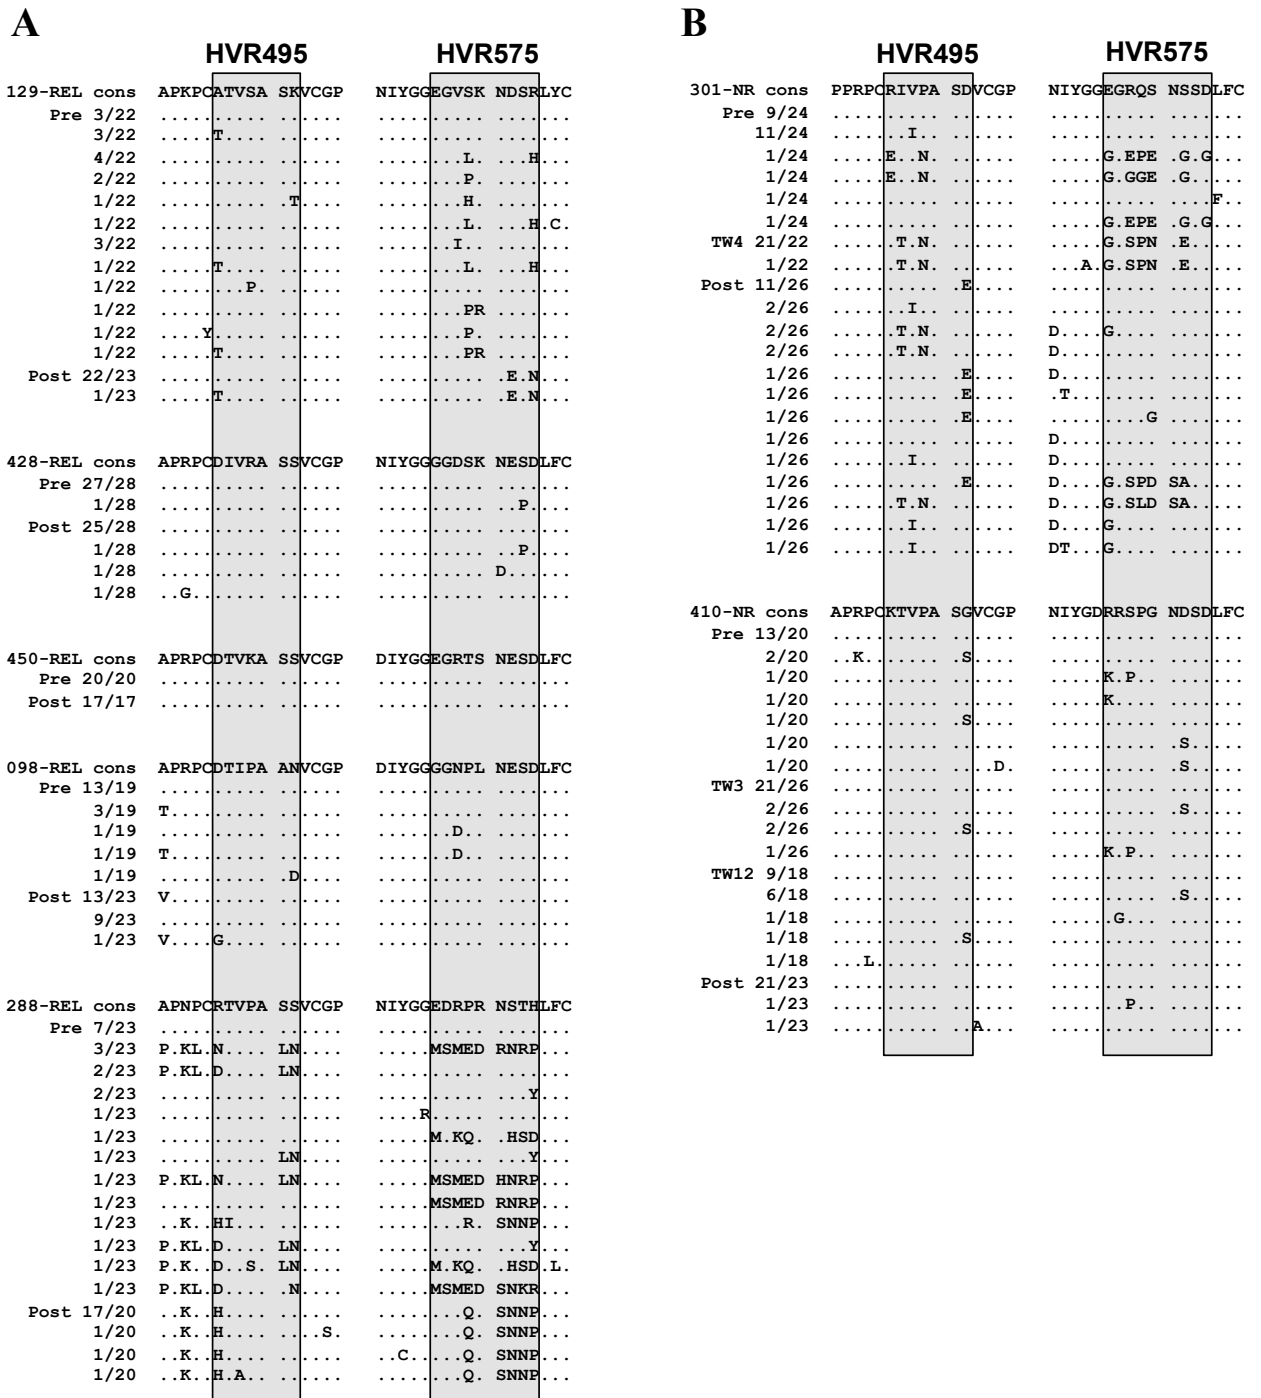 A
HVR495 HVR575
129-REL cons APKPCATVSA SKVCGP NIYGGEGVSK NDSRLYC
Pre 3/22 .......... ...... .......... .......
3/22 .....T.... ...... .......... .......
4/22 .......... ...... ........L. ...H...
2/22 .......... ...... ........P. .......
1/22 .......... .T.... ........H. .......
1/22 .......... ...... ........L. ...H.C.
3/22 .......... ...... .......I.. .......
1/22 .....T.... ...... ........L. ...H...
1/22 ........P. ...... .......... .......
1/22 .......... ...... ........PR .......
1/22 ....Y..... ...... ........P. .......
1/22 .....T.... ...... ........PR .......
Post 22/23 .......... ...... .......... .E.N...
1/23 .....T.... ...... .......... .E.N...
428-REL cons APRPCDIVRA SSVCGP NIYGGGGDSK NESDLFC
Pre 27/28 .......... ...... .......... .......
1/28 .......... ...... .......... ..P....
Post 25/28 .......... ...... .......... .......
1/28 .......... ...... .......... ..P....
1/28 .......... ...... .......... D......
1/28 ..G....... ...... .......... .......
450-REL cons APRPCDTVKA SSVCGP DIYGGEGRTS NESDLFC
Pre 20/20 .......... ...... .......... .......
Post 17/17 .......... ...... .......... .......
098-REL cons APRPCDTIPA ANVCGP DIYGGGGNPL NESDLFC
Pre 13/19 .......... ...... .......... .......
3/19 T......... ...... .......... .......
1/19 .......... ...... .......D.. .......
1/19 T......... ...... .......D.. .......
1/19 .......... .D.... .......... .......
Post 13/23 V......... ...... .......... .......
9/23 .......... ...... .......... .......
1/23 V....G.... ...... .......... .......
288-REL cons APNPCRTVPA SSVCGP NIYGGEDRPR NSTHLFC
Pre 7/23 .......... ...... .......... .......
3/23 P.KL.N.... LN.... .....MSMED RNRP...
2/23 P.KL.D.... LN.... .......... .......
2/23 .......... ...... .......... ...Y...
1/23 .......... ...... ....R..... .......
1/23 .......... ...... .....M.KQ. .HSD...
1/23 .......... LN.... .......... ...Y...
1/23 P.KL.N.... LN.... .....MSMED HNRP...
1/23 .......... ...... .....MSMED RNRP...
1/23 ..K..HI... ...... ........R. SNNP...
1/23 P.KL.D.... LN.... .......... ...Y...
1/23 P.K..D..S. LN.... .....M.KQ. .HSD.L.
1/23 P.KL.D.... .N.... .....MSMED SNKR...
Post 17/20 ..K..H.... ...... ........Q. SNNP...
1/20 ..K..H.... ....S. ........Q. SNNP...
1/20 ..K..H.... ...... ..C.....Q. SNNP...
1/20 ..K..H.A.. ...... ........Q. SNNP...
B
HVR495 HVR575
301-NR cons PPRPCRIVPA SDVCGP NIYGGEGRQS NSSDLFC
Pre 9/24 .......... ...... .......... .......
11/24 .......I.. ...... .......... .......
1/24 .....E..N. ...... .....G.EPE .G.G...
1/24 .....E..N. ...... .....G.GGE .G.....
1/24 .......... ...... .......... ....F..
1/24 .......... ...... .....G.EPE .G.G...
TW4 21/22 ......T.N. ...... .....G.SPN .E.....
1/22 ......T.N. ...... ...A.G.SPN .E.....
Post 11/26 .......... .E.... .......... .......
2/26 .......I.. ...... .......... .......
2/26 ......T.N. ...... D....G.... .......
2/26 ......T.N. ...... D......... .......
1/26 .......... .E.... D......... .......
1/26 .......... .E.... .T........ .......
1/26 .......... .E.... .........G .......
1/26 .......... ...... D......... .......
1/26 .......I.. ...... D......... .......
1/26 .......... .E.... D....G.SPD SA.....
1/26 ......T.N. ...... D....G.SLD SA.....
1/26 .......I.. ...... D....G.... .......
1/26 .......I.. ...... DT...G.... .......
410-NR cons APRPCKTVPA SGVCGP NIYGDRRSPG NDSDLFC
Pre 13/20 .......... ...... .......... .......
2/20 ..K....... .S.... .......... .......
1/20 .......... ...... .....K.P.. .......
1/20 .......... ...... .....K.... .......
1/20 .......... .S.... .......... .......
1/20 .......... ...... .......... .S.....
1/20 .......... ....D. .......... .S.....
TW3 21/26 .......... ...... .......... .......
2/26 .......... ...... .......... .S.....
2/26 .......... .S.... .......... .......
1/26 .......... ...... .....K.P.. .......
TW12 9/18 .......... ...... .......... .......
6/18 .......... ...... .......... .S.....
1/18 .......... ...... ......G... .......
1/18 .......... .S.... .......... .......
1/18 ...L...... ...... .......... .......
Post 21/23 .......... ...... .......... .......
1/23 .......... ...... .......P.. .......
1/23 .......... ..A... .......... .......